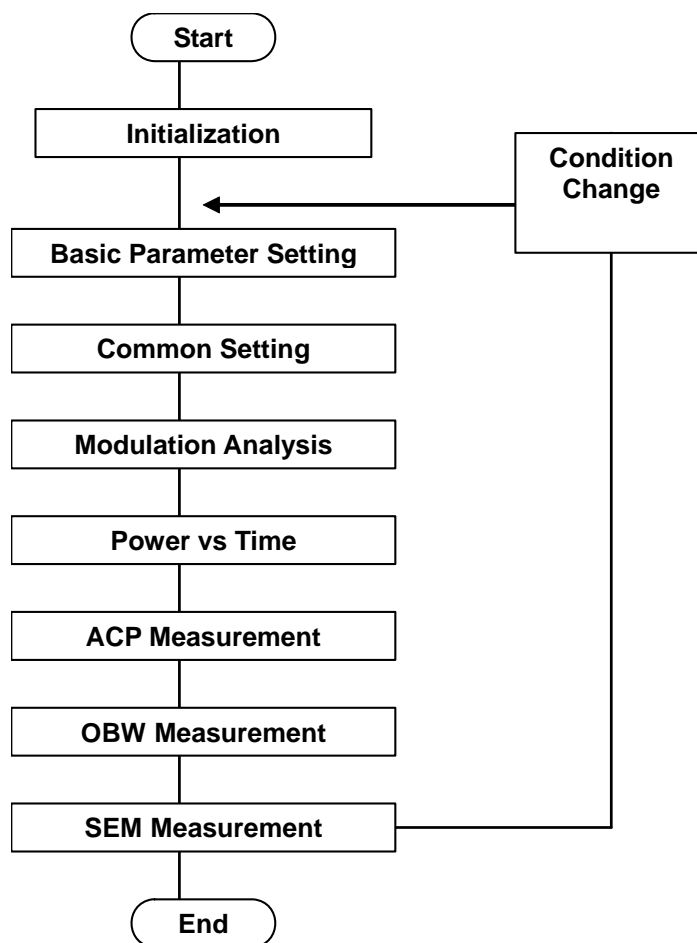 Start
Initialization
Condition
Change
Basic Parameter Setting
Common Setting
Modulation Analysis
Power vs Time
ACP Measurement
OBW Measurement
SEM Measurement
End